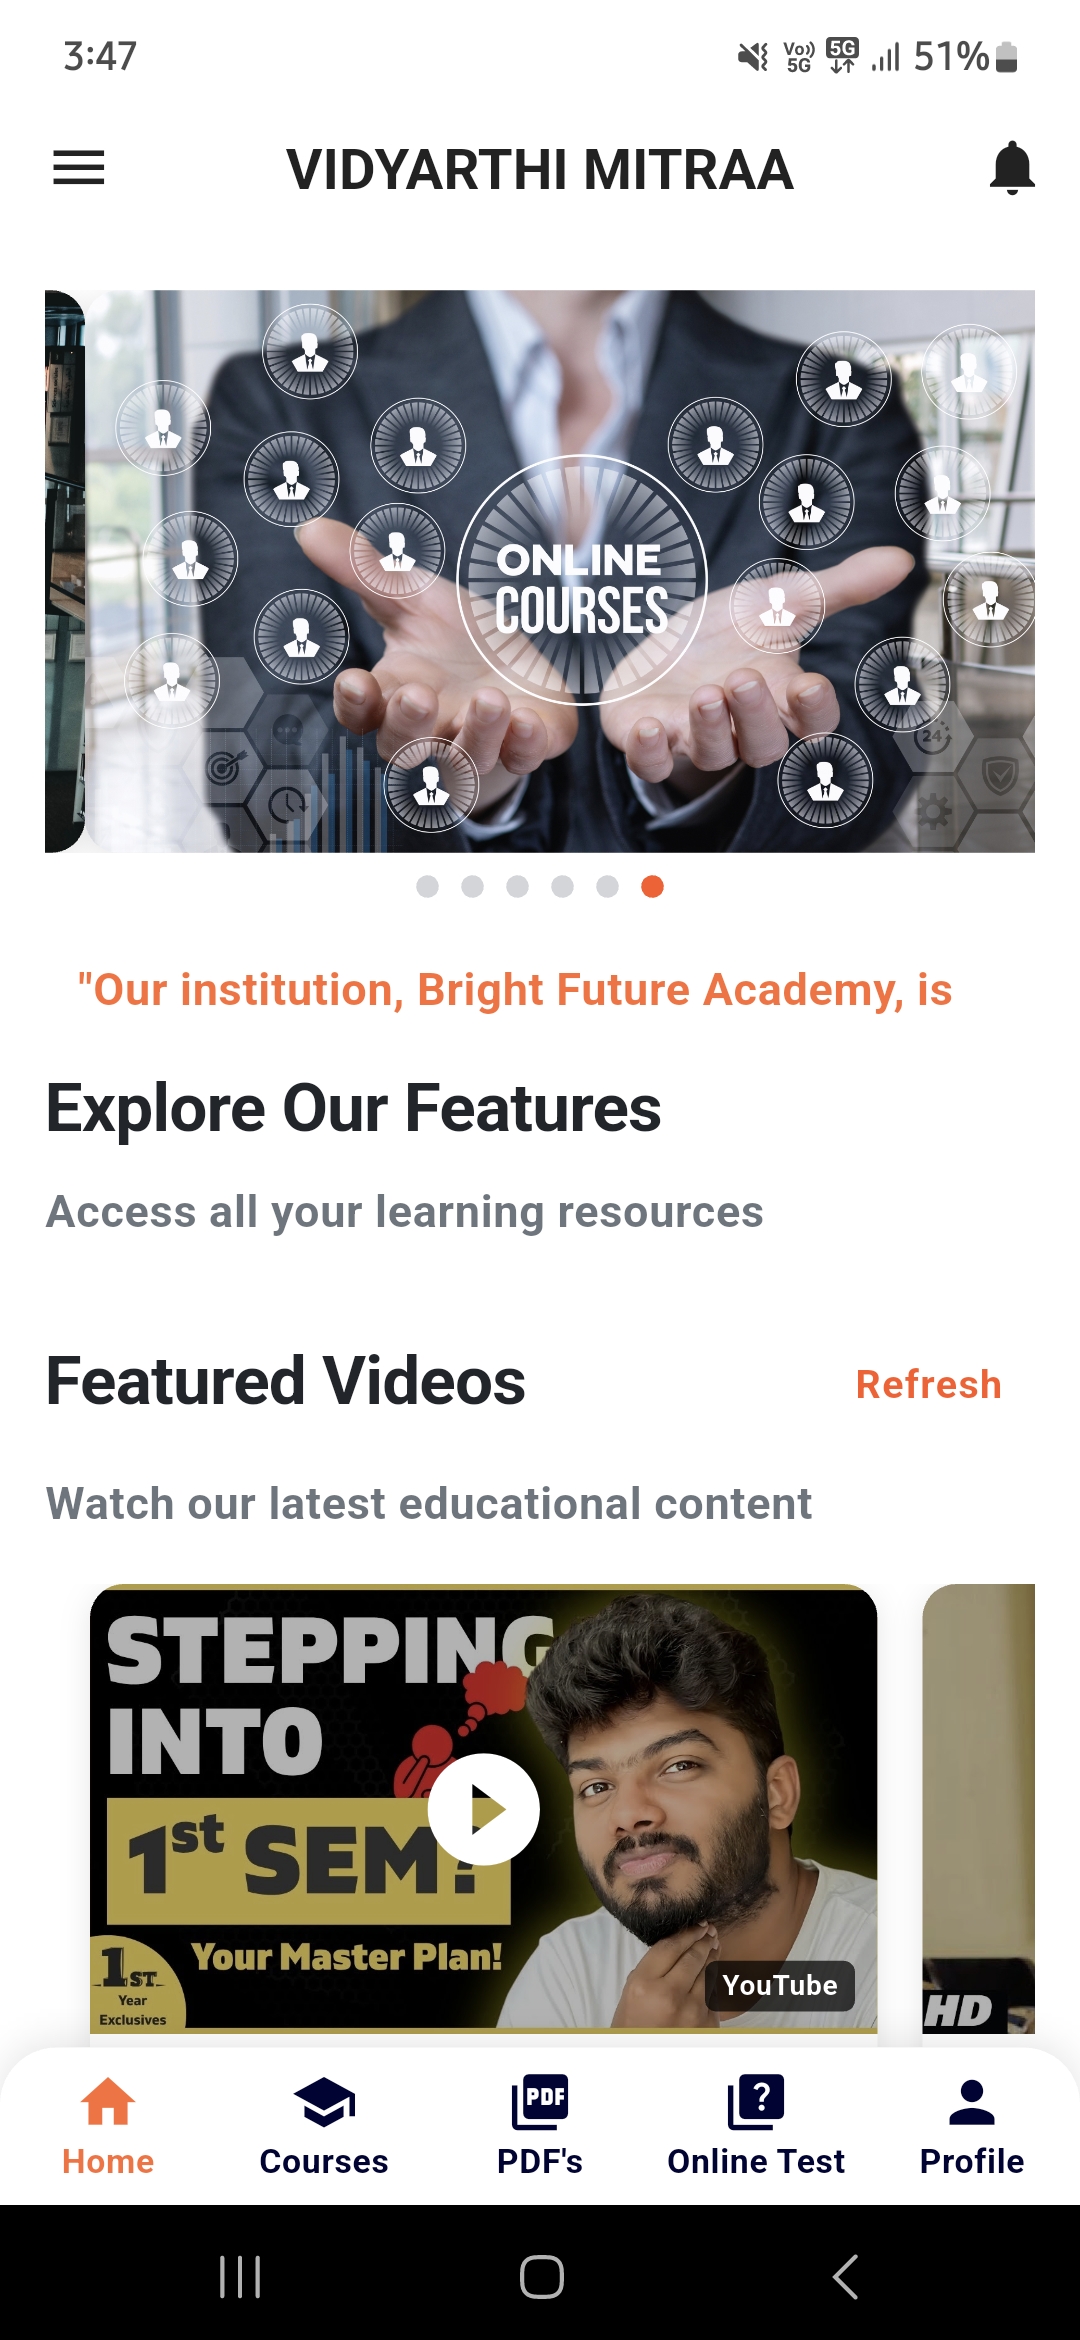 3:47
Vo)) 5G
5G
51%
VIDYARTHI MITRAA
ONLINE
COURSES
24
"Our institution, Bright Future Academy, is
Explore Our Features
Access all your learning resources
Featured Videos
Refresh
Watch our latest educational content
STEPPING
INTO
1st SEM?
Your Master Plan!
1ST
Year
Exclusives
YouTube
HD
PDF
?
Home
Courses
PDF's
Online Test
Profile